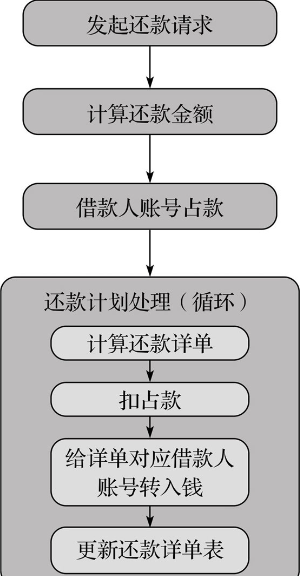 发起还款请求
计算还款金额
借款人账号占款
还款计划处理（循环）
计算还款详单
扣占款
给详单对应借款人
账号转入钱
更新还款详单表